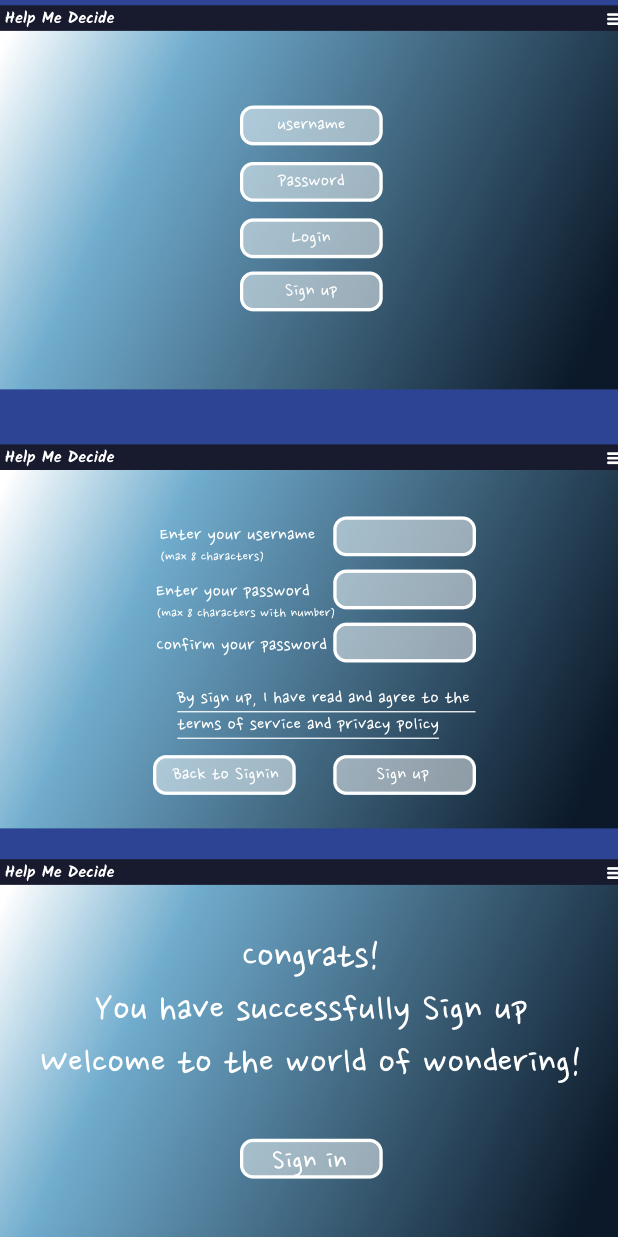 Help Me Decide
username
Password
Login
Sign up
Help Me Decide
Enter your username
(max 8 characters)
Enter your password
(max 8 characters with number)
Confirm your password
By sign up, I have read and agree to the
terms of service and privacy policy
Back to Signin
Sign up
Help Me Decide
Congrats!
You have successfully Sign up
Welcome to the world of wondering!
Sign in